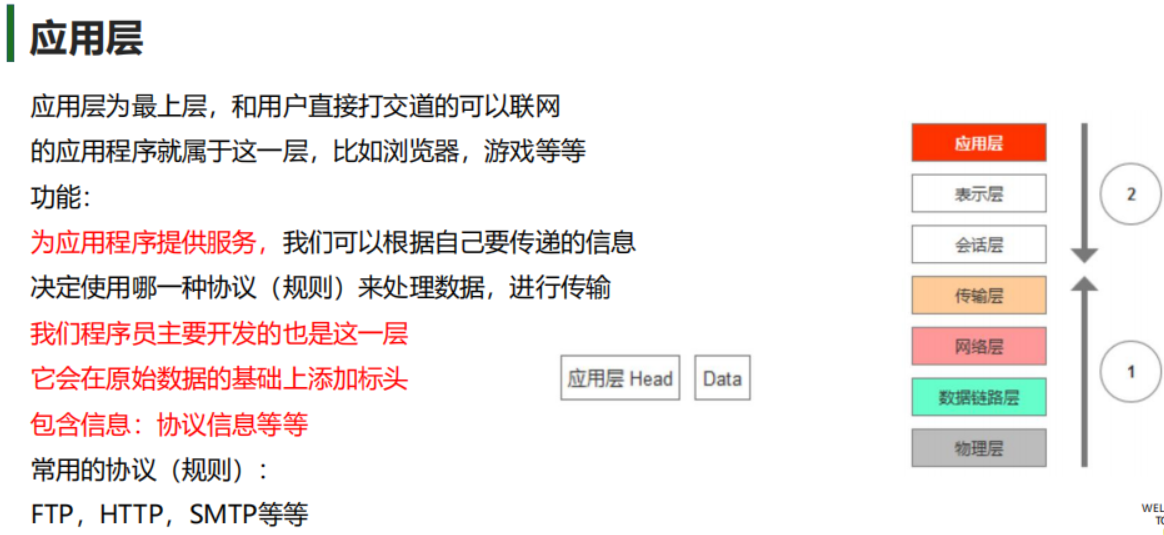 应用层
应用层为最上层，和用户直接打交道的可以联网
的应用程序就属于这一层，比如浏览器，游戏等等
功能：
为应用程序提供服务，我们可以根据自己要传递的信息
决定使用哪一种协议（规则）来处理数据，进行传输
我们程序员主要开发的也是这一层
它会在原始数据的基础上添加标头
包含信息：协议信息等等
常用的协议（规则）：
FTP，HTTP，SMTP等等
应用层 Head
Data
应用层
表示层
会话层
传输层
网络层
数据链路层
物理层
2
1